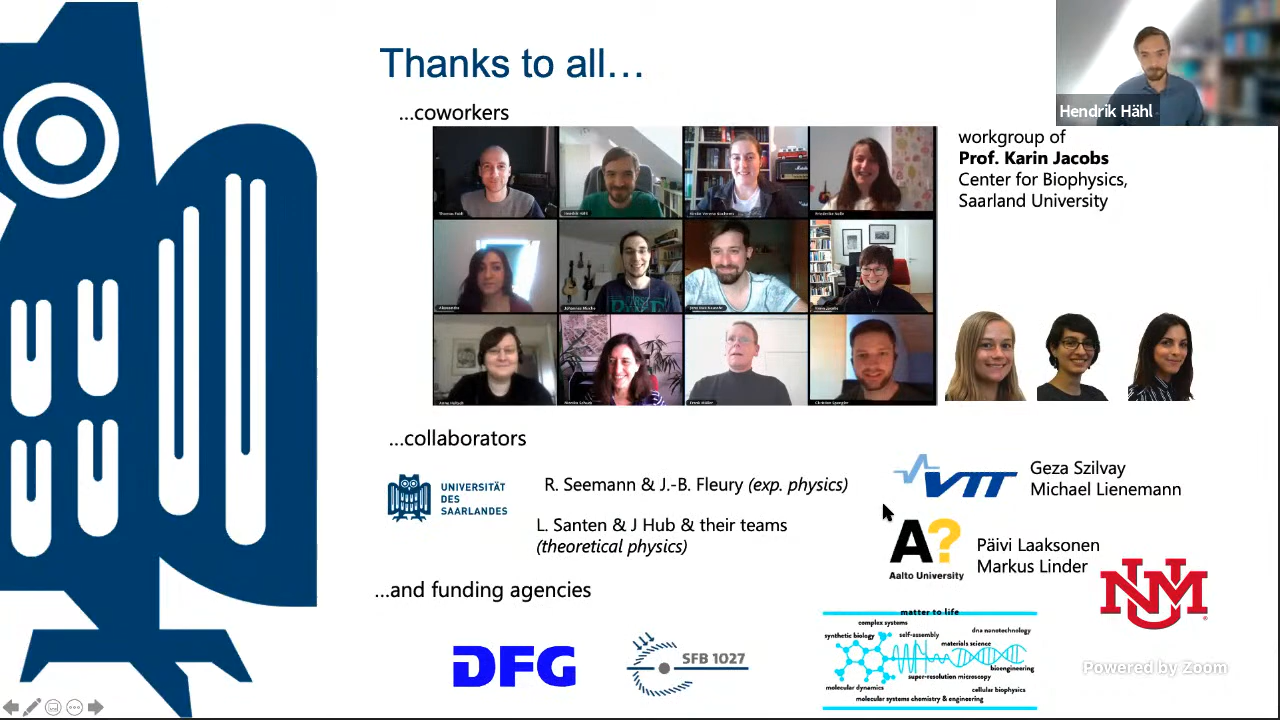 Thanks to all...
...coworkers
Hendrik Hähl
workgroup of
Prof. Karin Jacobs
Center for Biophysics,
Saarland University
...collaborators
UNIVERSITÄT
DES
SAARLANDES
R. Seemann & J.-B. Fleury (exp. physics)
L. Santen & J Hub & their teams
(theoretical physics)
VTT
Geza Szilvay
Michael Lienemann
A?
Aalto University
Päivi Laaksonen
Markus Linder
NM
...and funding agencies
DFG
SFB 1027
matter to life
complex systems
dna nanotechnology
synthetic biology
self-assembly
materials science
bioengineering
super-resolution microscopy
molecular dynamics
cellular biophysics
molecular systems chemistry & engineering
Powered by Zoom